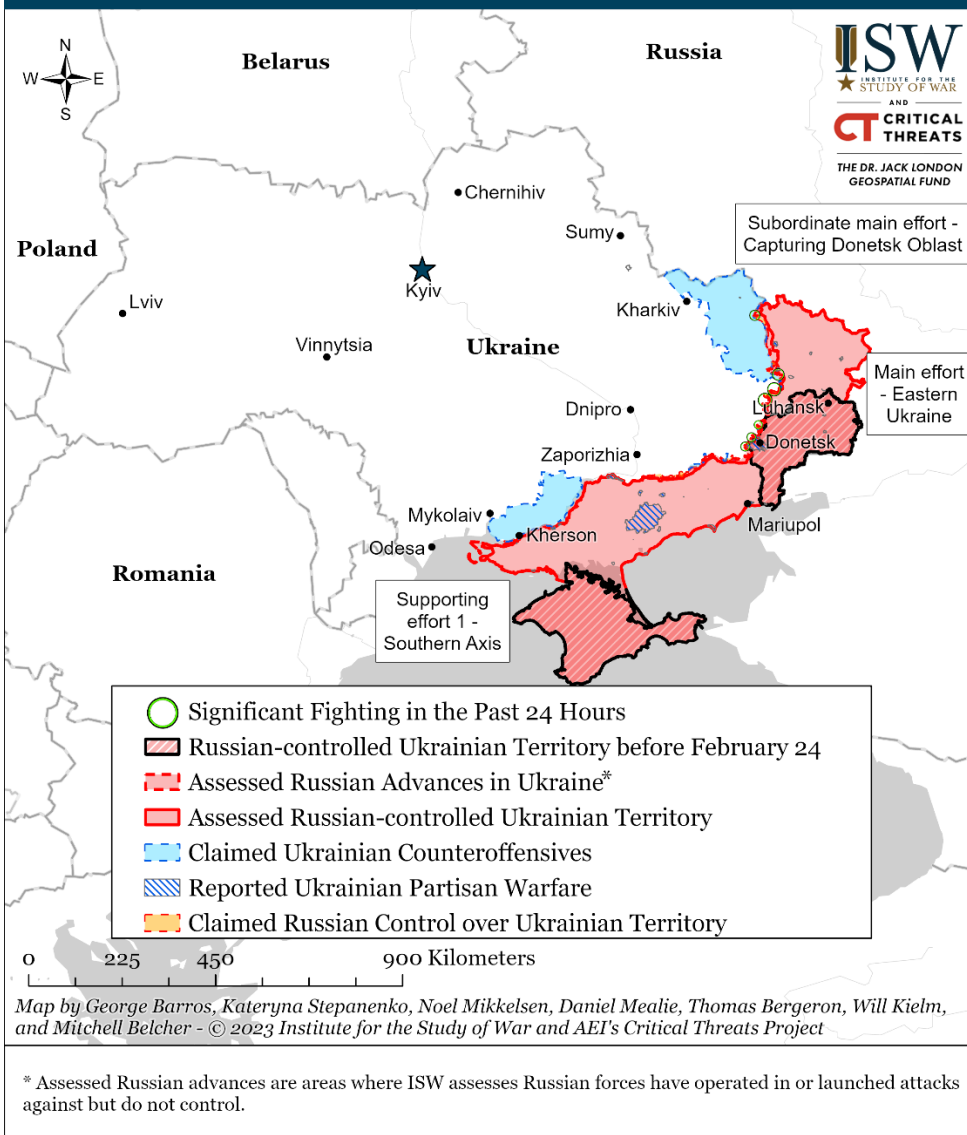 N
W E
S
Belarus
Russia
ISW
INSTITUTE FOR THE
STUDY OF WAR
AND
CT CRITICAL
THREATS
THE DR. JACK LONDON
GEOSPATIAL FUND
Chernihiv
Subordinate main effort -
Capturing Donetsk Oblast
Sumy
Poland
Kyiv
Lviv
Kharkiv
Vinnytsia
Ukraine
Main effort
- Eastern
Ukraine
Dnipro
Luhansk
Donetsk
Zaporizhia
Mykolaiv
Mariupol
Kherson
Odesa
Romania
Supporting
effort 1 -
Southern Axis
Significant Fighting in the Past 24 Hours
Russian-controlled Ukrainian Territory before February 24
Assessed Russian Advances in Ukraine*
Assessed Russian-controlled Ukrainian Territory
Claimed Ukrainian Counteroffensives
Reported Ukrainian Partisan Warfare
Claimed Russian Control over Ukrainian Territory
0 225 450 900 Kilometers
Map by George Barros, Kateryna Stepanenko, Noel Mikkelsen, Daniel Mealie, Thomas Bergeron, Will Kielm,
and Mitchell Belcher - © 2023 Institute for the Study of War and AEI's Critical Threats Project
* Assessed Russian advances are areas where ISW assesses Russian forces have operated in or launched attacks
against but do not control.